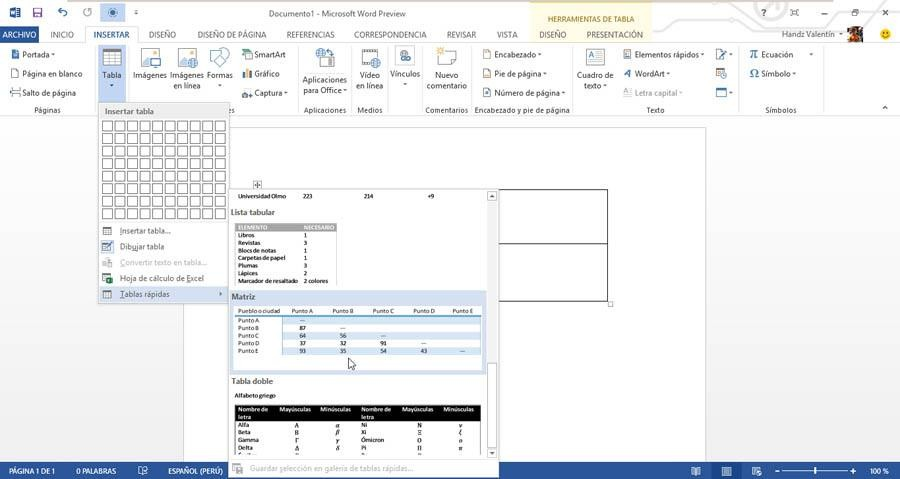 Documento1 - Microsoft Word Preview
HERRAMIENTAS DE TABLA
ARCHIVO INICIO INSERTAR DISEÑO DISEÑO DE PÁGINA REFERENCIAS CORRESPONDENCIA REVISAR VISTA DISEÑO PRESENTACIÓN Handz Valentin
Portada
Página en blanco
Salto de página
Páginas
Tabla
Imágenes
Imágenes en línea
Formas
SmartArt
Gráfico
Captura
Aplicaciones para Office
Aplicaciones
Vídeo en línea
Medios
Vínculos
Nuevo comentario
Comentarios
Encabezado
Pie de página
Número de página
Encabezado y pie de página
Cuadro de texto
Elementos rápidos
WordArt
Letra capital
Texto
Ecuación
Símbolo
Símbolos
Insertar tabla
Insertar tabla...
Dibujar tabla
Convertir texto en tabla...
Hoja de cálculo de Excel
Tablas rápidas
Universidad Olmo 223 214 +9
Lista tabular
ELEMENTO NECESARIO
Libros 1
Revistas 3
Blocs de notas 1
Carpetas de papel 1
Plumas 3
Lápices 2
Marcador de resaltado 2 colores
Matriz
Pueblo o ciudad Punto A Punto B Punto C Punto D Punto E
Punto A —
Punto B 87 —
Punto C 64 56 —
Punto D 37 32 91 —
Punto E 93 35 54 43 —
Tabla doble
Alfabeto griego
Nombre de letra Mayúsculas Minúsculas Nombre de letra Mayúsculas Minúsculas
Alfa Α α Ni Ν ν
Beta Β β Xi Ξ ξ
Gamma Γ γ Ómicron Ο ο
Delta Δ δ Pi Π π
Guardar selección en galería de tablas rápidas...
PÁGINA 1 DE 1 0 PALABRAS ESPAÑOL (PERÚ) 100 %